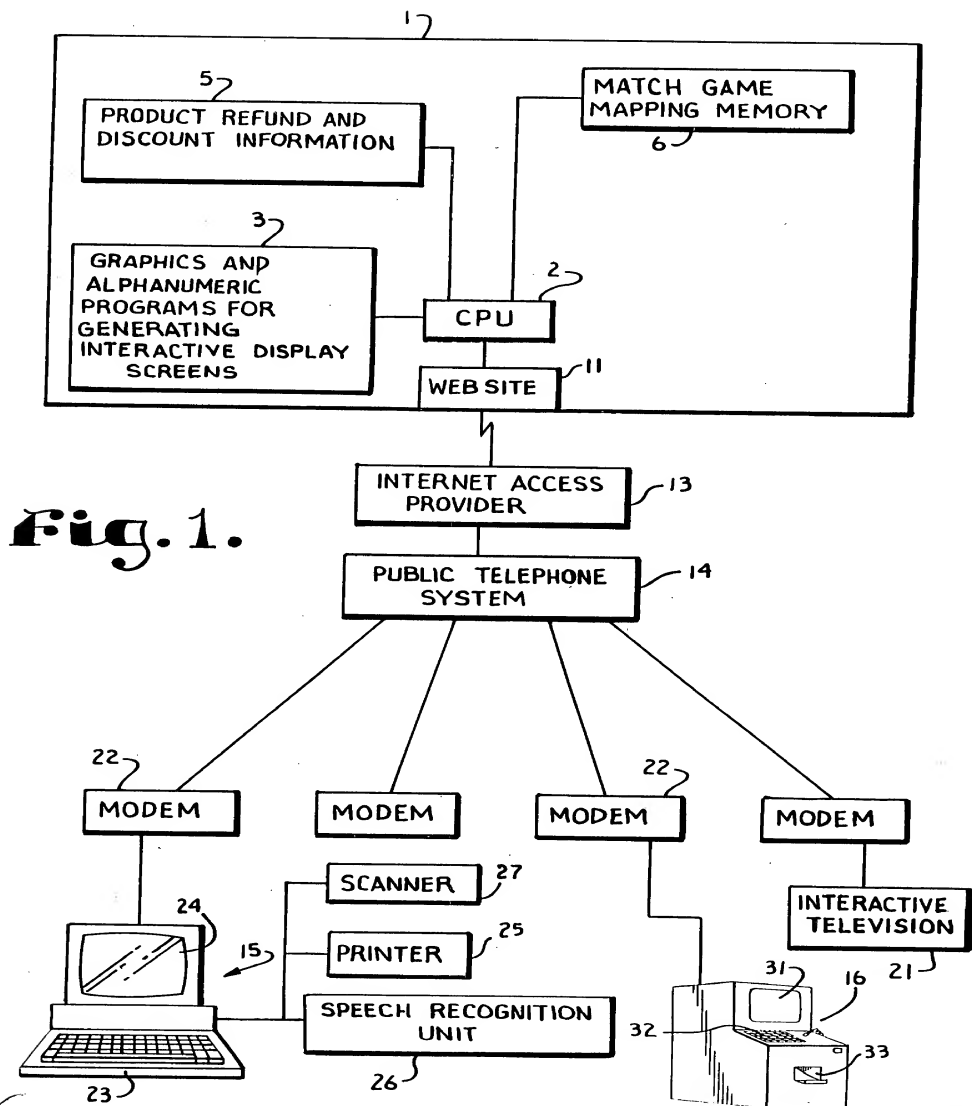 1
5
PRODUCT REFUND AND
DISCOUNT INFORMATION
MATCH GAME
MAPPING MEMORY
6
3
GRAPHICS AND
ALPHANUMERIC
PROGRAMS FOR
GENERATING
INTERACTIVE DISPLAY
SCREENS
2
CPU
11
WEB SITE
INTERNET ACCESS
PROVIDER
13
Fig. 1.
PUBLIC TELEPHONE
SYSTEM
14
22
MODEM
MODEM
22
MODEM
MODEM
24
15
SCANNER
27
PRINTER
25
SPEECH RECOGNITION
UNIT
26
23
INTERACTIVE
TELEVISION
21
31
16
32
33